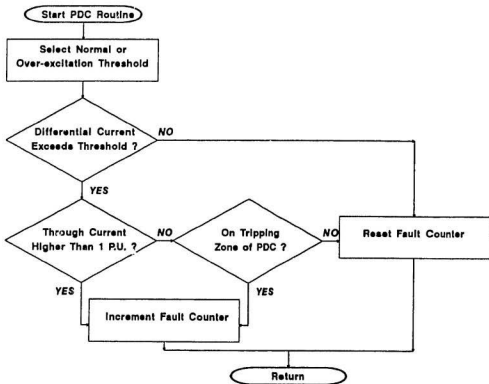 Start PDC Routine
Select Normal or
Over-excitation Threshold
Differential Current
Exceeds Threshold ?
NO
YES
Through Current
Higher Than 1 P.U. ?
NO
On Tripping
Zone of PDC ?
NO
Reset Fault Counter
YES
YES
Increment Fault Counter
Return